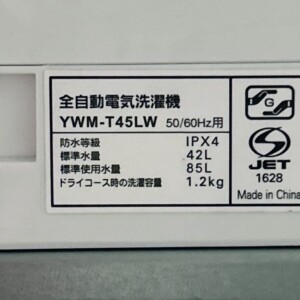 全自動電気洗濯機
YWM-T45LW 50/60Hz用
防水等級 IPX4
標準水量 42L
標準使用水量 85L
ドライコース時の洗濯容量 1.2kg
G
S
JET
1628
Made in China